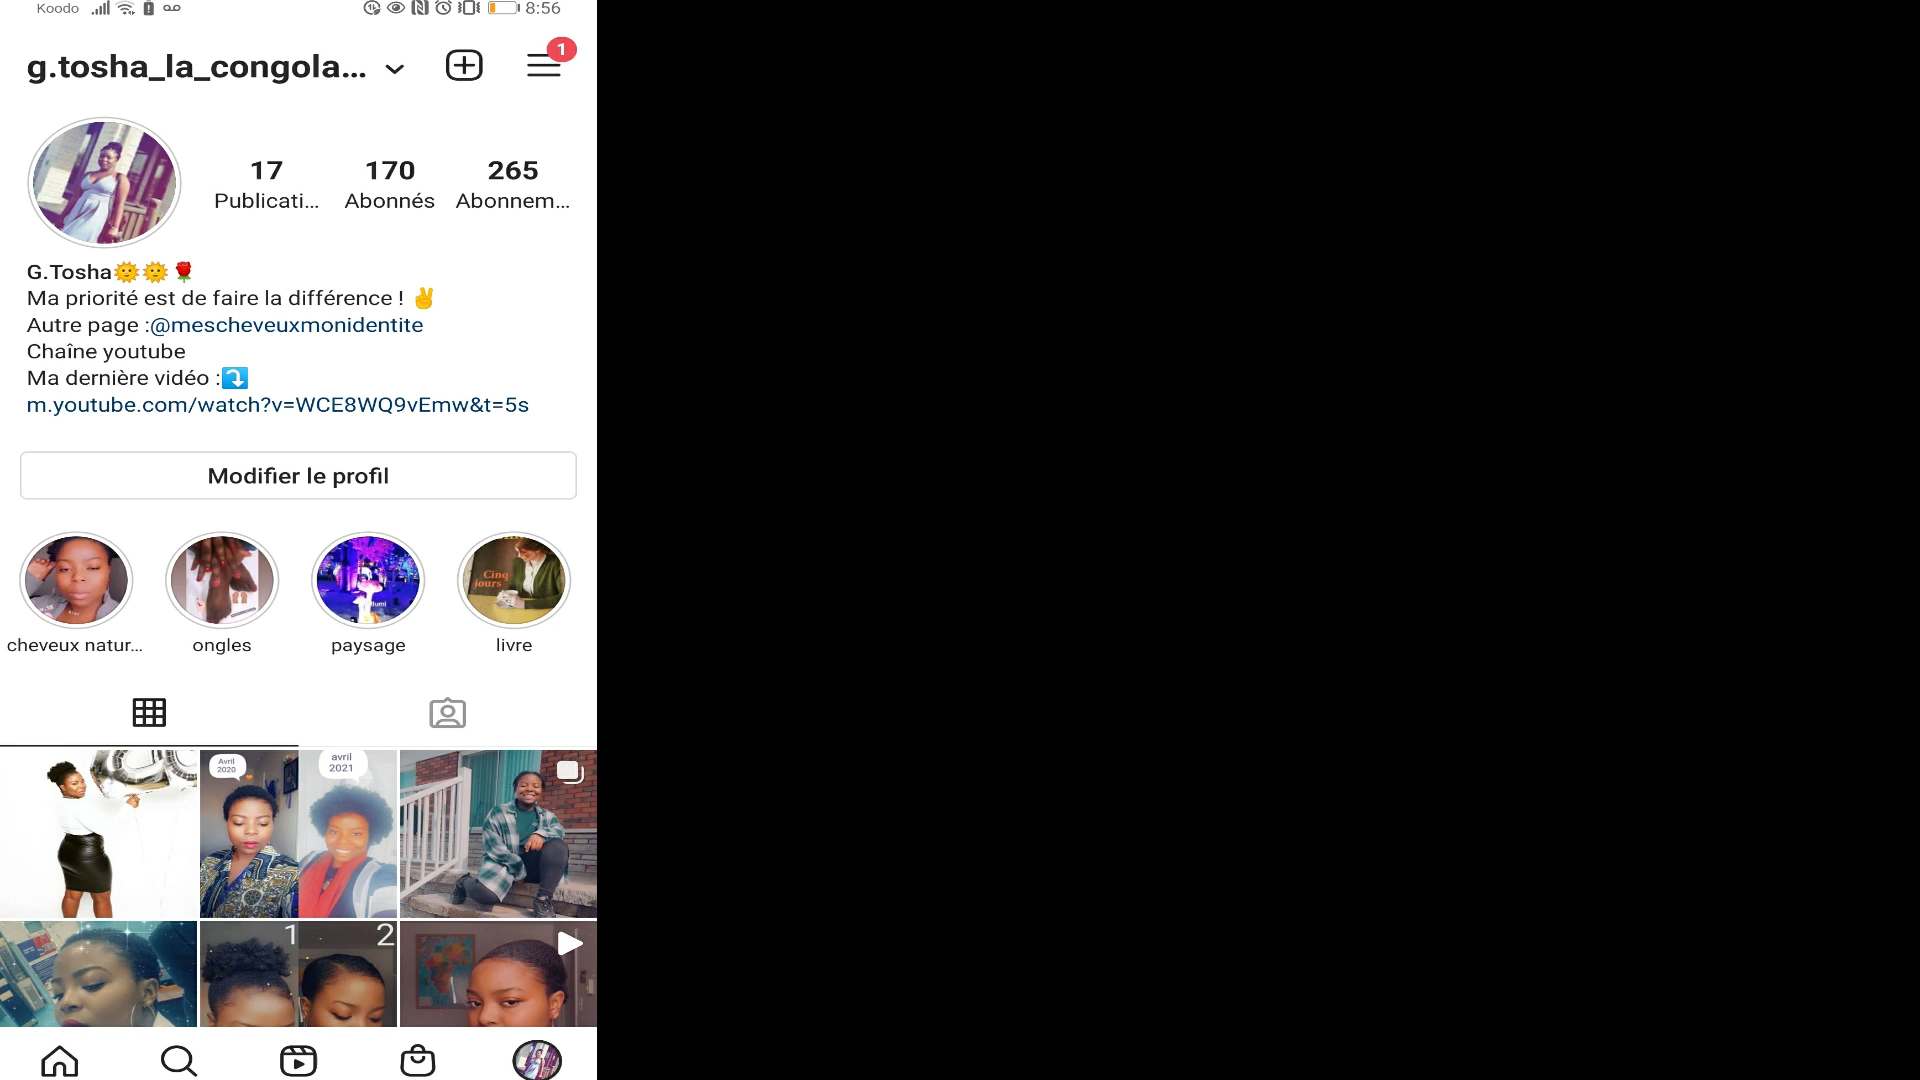 Koodo 8:56
g.tosha_la_congola... 1
17 170 265
Publicati... Abonnés Abonnem...
G.Tosha🌞🌞🌹
Ma priorité est de faire la différence ! ✌️
Autre page :@mescheveuxmonidentite
Chaîne youtube
Ma dernière vidéo :⤵️
m.youtube.com/watch?v=WCE8WQ9vEmw&t=5s
Modifier le profil
Cinq
jours
cheveux natur... ongles paysage livre
Avril
2020
avril
2021
1 2